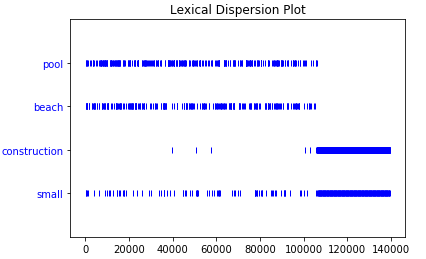 Lexical Dispersion Plot
pool
beach
construction
small
0 20000 40000 60000 80000 100000 120000 140000